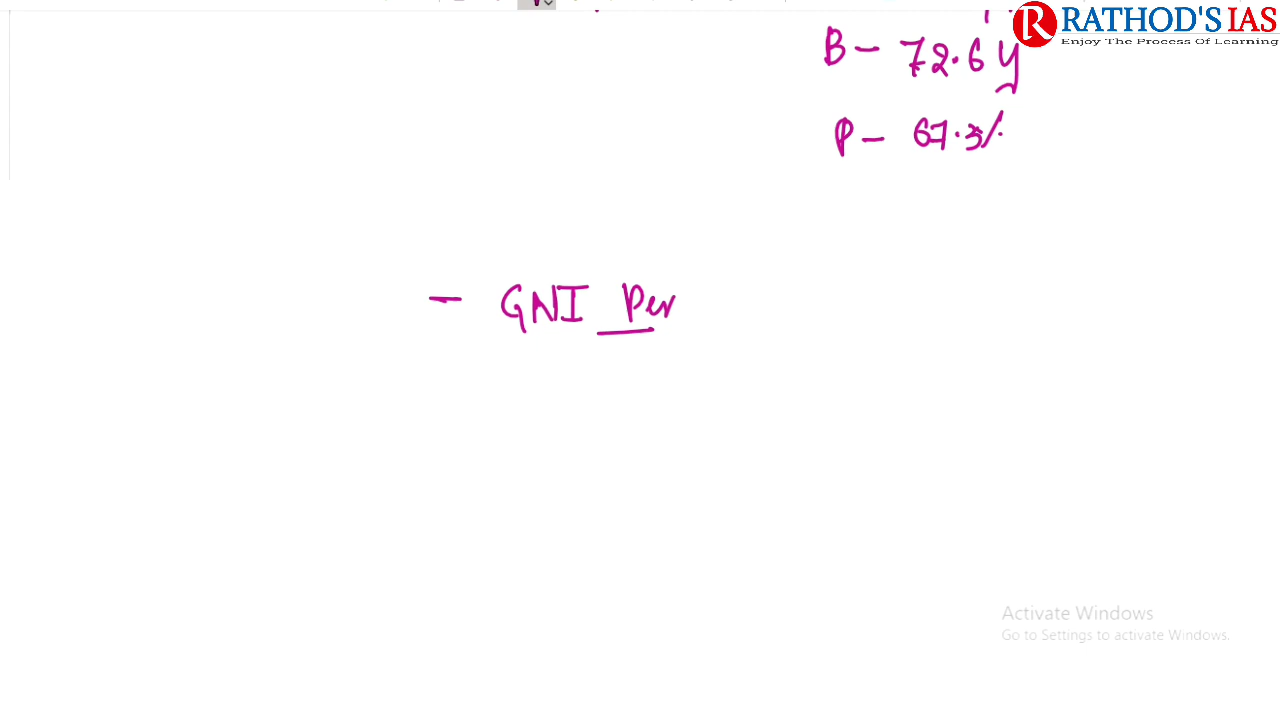 RATHOD'S IAS
Enjoy The Process Of Learning
B - 72.6 y
P - 67.3%
- GNI Per
Activate Windows
Go to Settings to activate Windows.